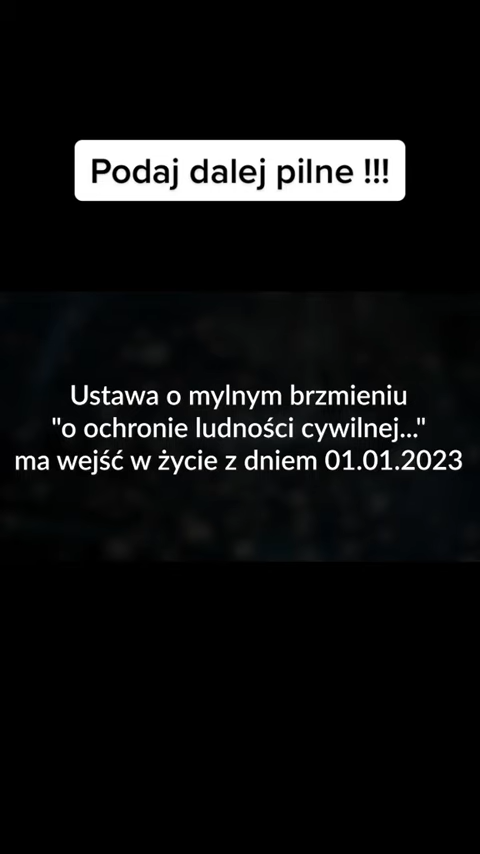 Podaj dalej pilne !!!
Ustawa o mylnym brzmieniu
"o ochronie ludności cywilnej..."
ma wejść w życie z dniem 01.01.2023